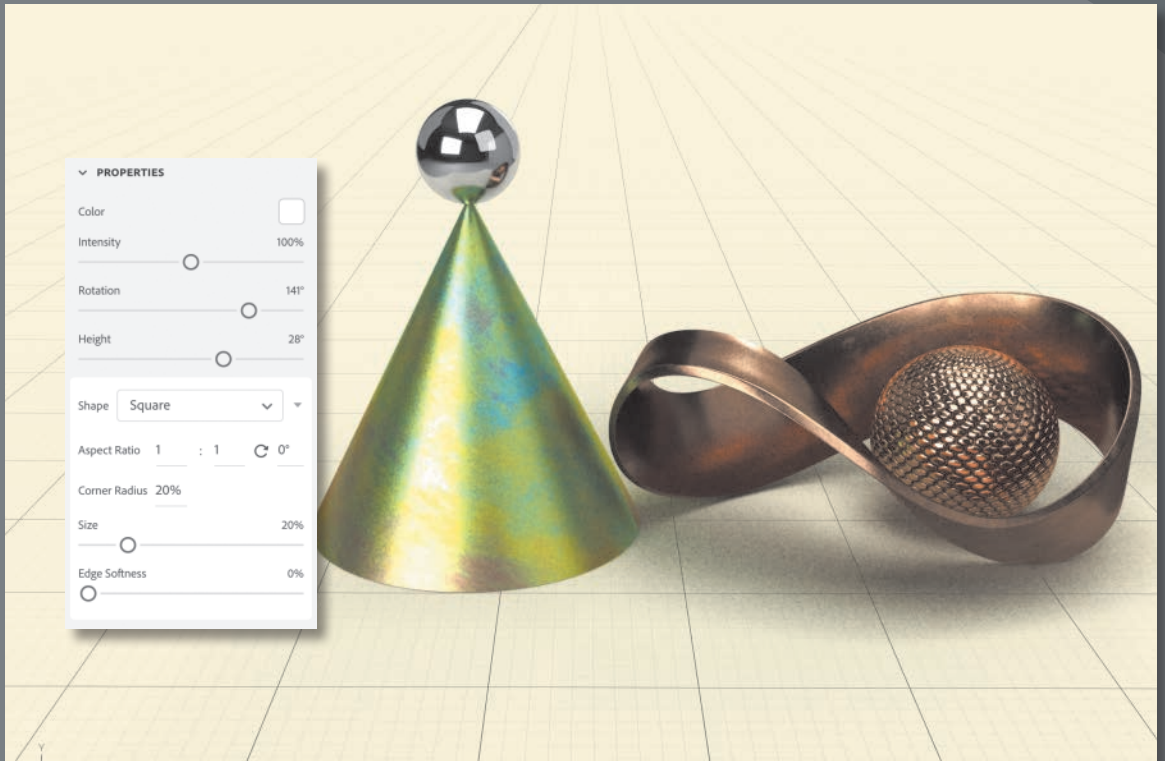 PROPERTIES
Color
Intensity 100%
Rotation 141°
Height 28°
Shape Square
Aspect Ratio 1 : 1 0°
Corner Radius 20%
Size 20%
Edge Softness 0%
Y